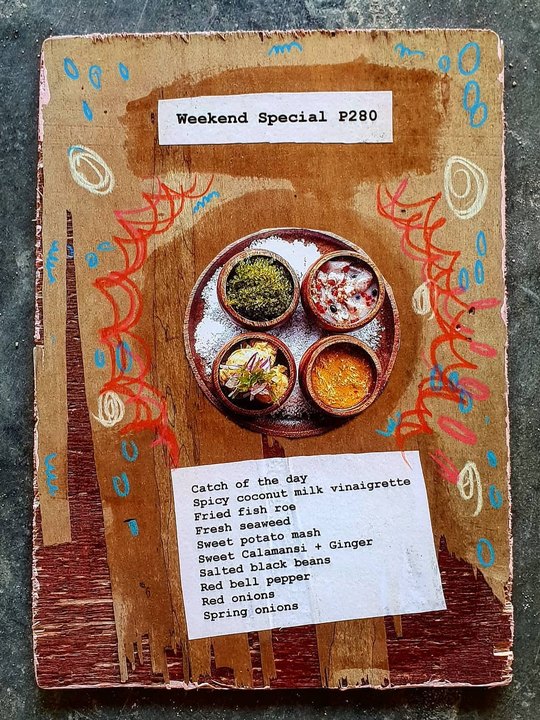 Weekend Special P280
Catch of the day
Spicy coconut milk vinaigrette
Fried fish roe
Fresh seaweed
Sweet potato mash
Sweet Calamansi + Ginger
Salted black beans
Red bell pepper
Red onions
Spring onions